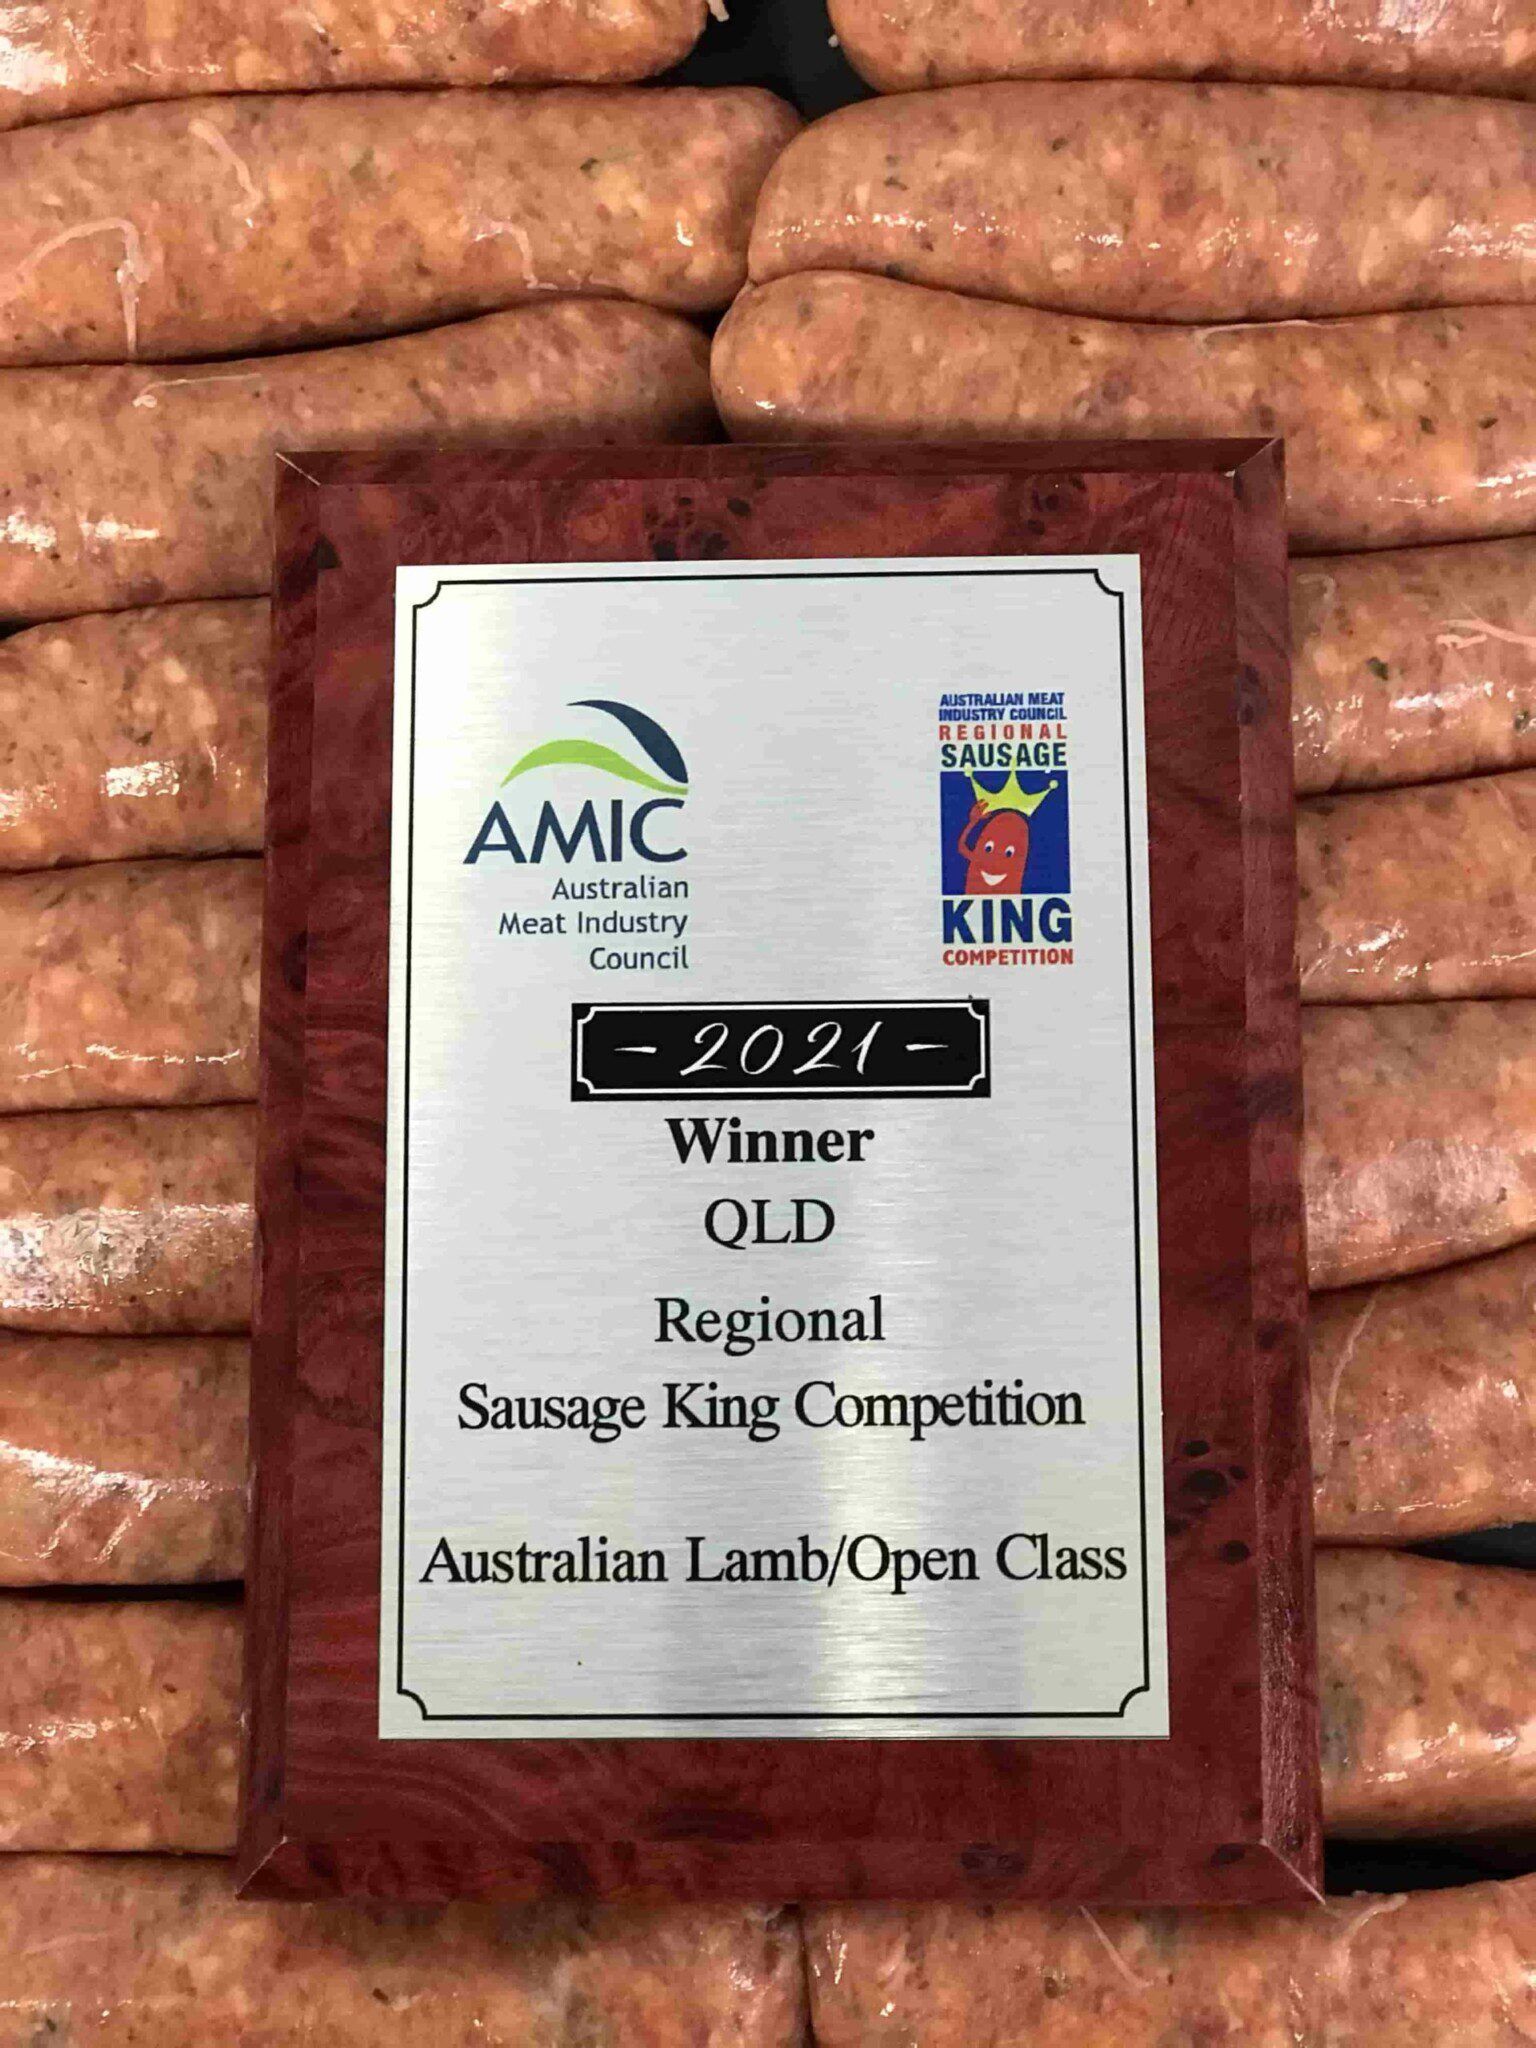 AMIC
Australian
Meat Industry
Council
AUSTRALIAN MEAT
INDUSTRY COUNCIL
REGIONAL
SAUSAGE
KING
COMPETITION
- 2021 -
Winner
QLD
Regional
Sausage King Competition
Australian Lamb/Open Class